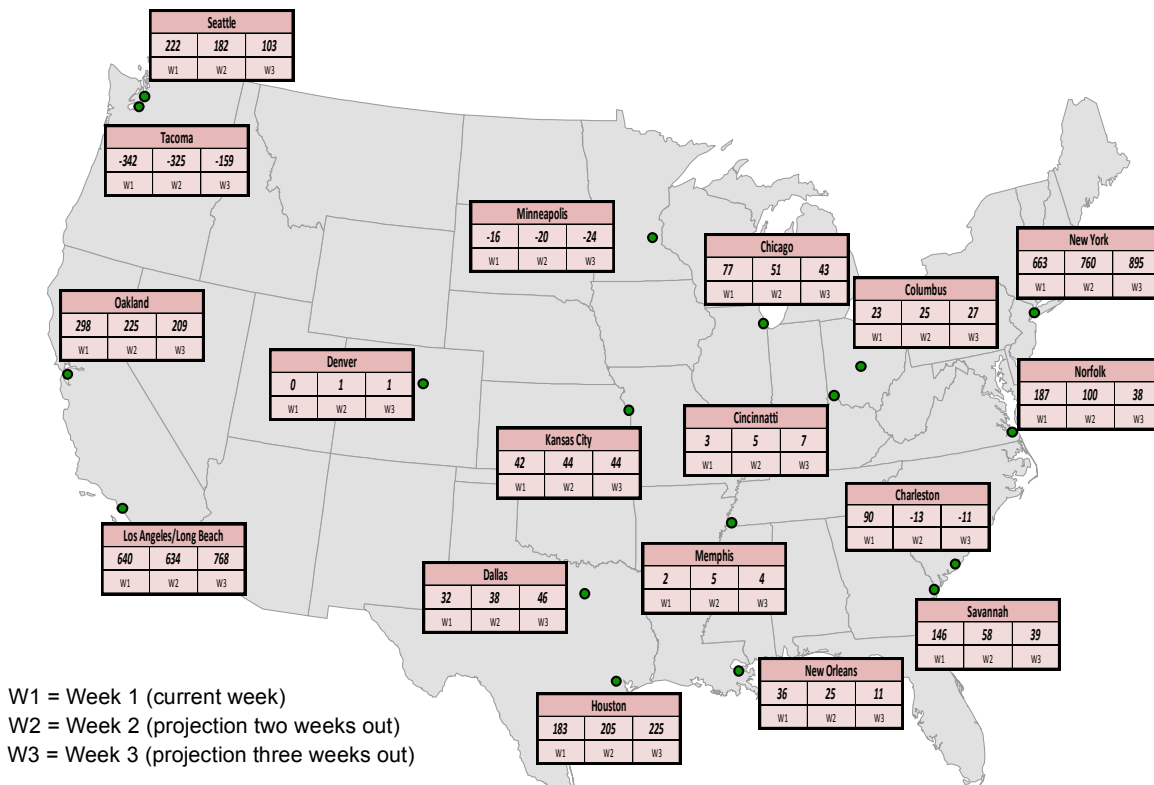 Seattle
222 182 103
W1 W2 W3
Tacoma
-342 -325 -159
W1 W2 W3
Minneapolis
-16 -20 -24
W1 W2 W3
Chicago
77 51 43
W1 W2 W3
New York
663 760 895
W1 W2 W3
Columbus
23 25 27
W1 W2 W3
Oakland
298 225 209
W1 W2 W3
Denver
0 1 1
W1 W2 W3
Norfolk
187 100 38
W1 W2 W3
Cincinnatti
3 5 7
W1 W2 W3
Kansas City
42 44 44
W1 W2 W3
Charleston
90 -13 -11
W1 W2 W3
Los Angeles/Long Beach
640 634 768
W1 W2 W3
Memphis
2 5 4
W1 W2 W3
Dallas
32 38 46
W1 W2 W3
Savannah
146 58 39
W1 W2 W3
New Orleans
36 25 11
W1 W2 W3
Houston
183 205 225
W1 W2 W3
W1 = Week 1 (current week)
W2 = Week 2 (projection two weeks out)
W3 = Week 3 (projection three weeks out)